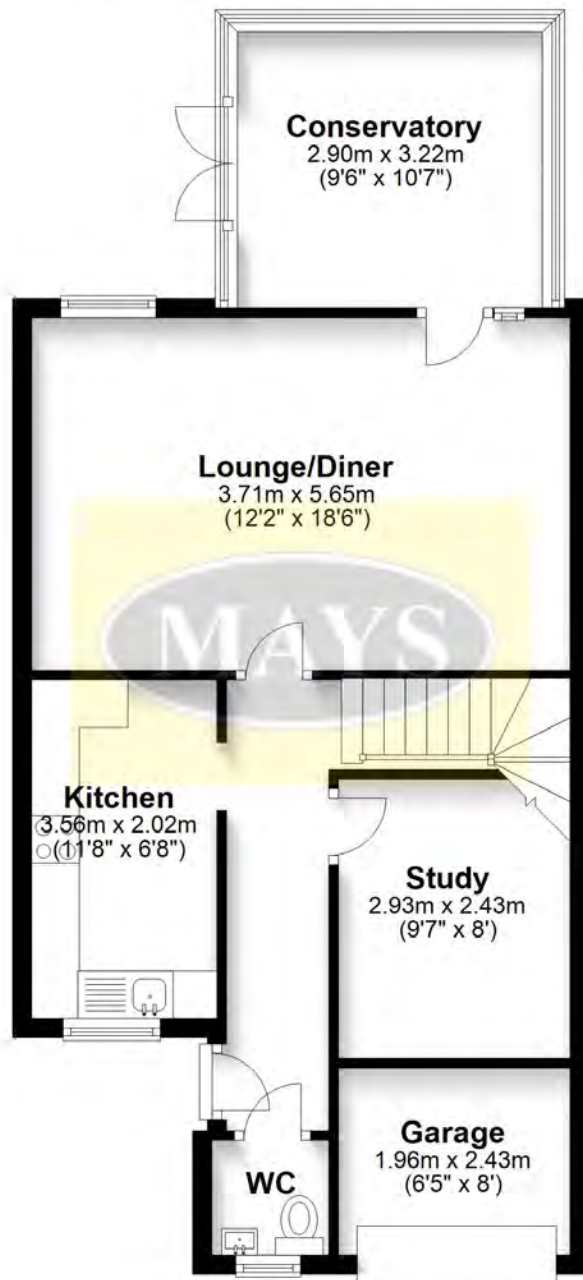 Conservatory
2.90m x 3.22m
(9'6" x 10'7")
Lounge/Diner
3.71m x 5.65m
(12'2" x 18'6")
MAYS
Kitchen
3.56m x 2.02m
(11'8" x 6'8")
Study
2.93m x 2.43m
(9'7" x 8')
Garage
1.96m x 2.43m
(6'5" x 8')
WC